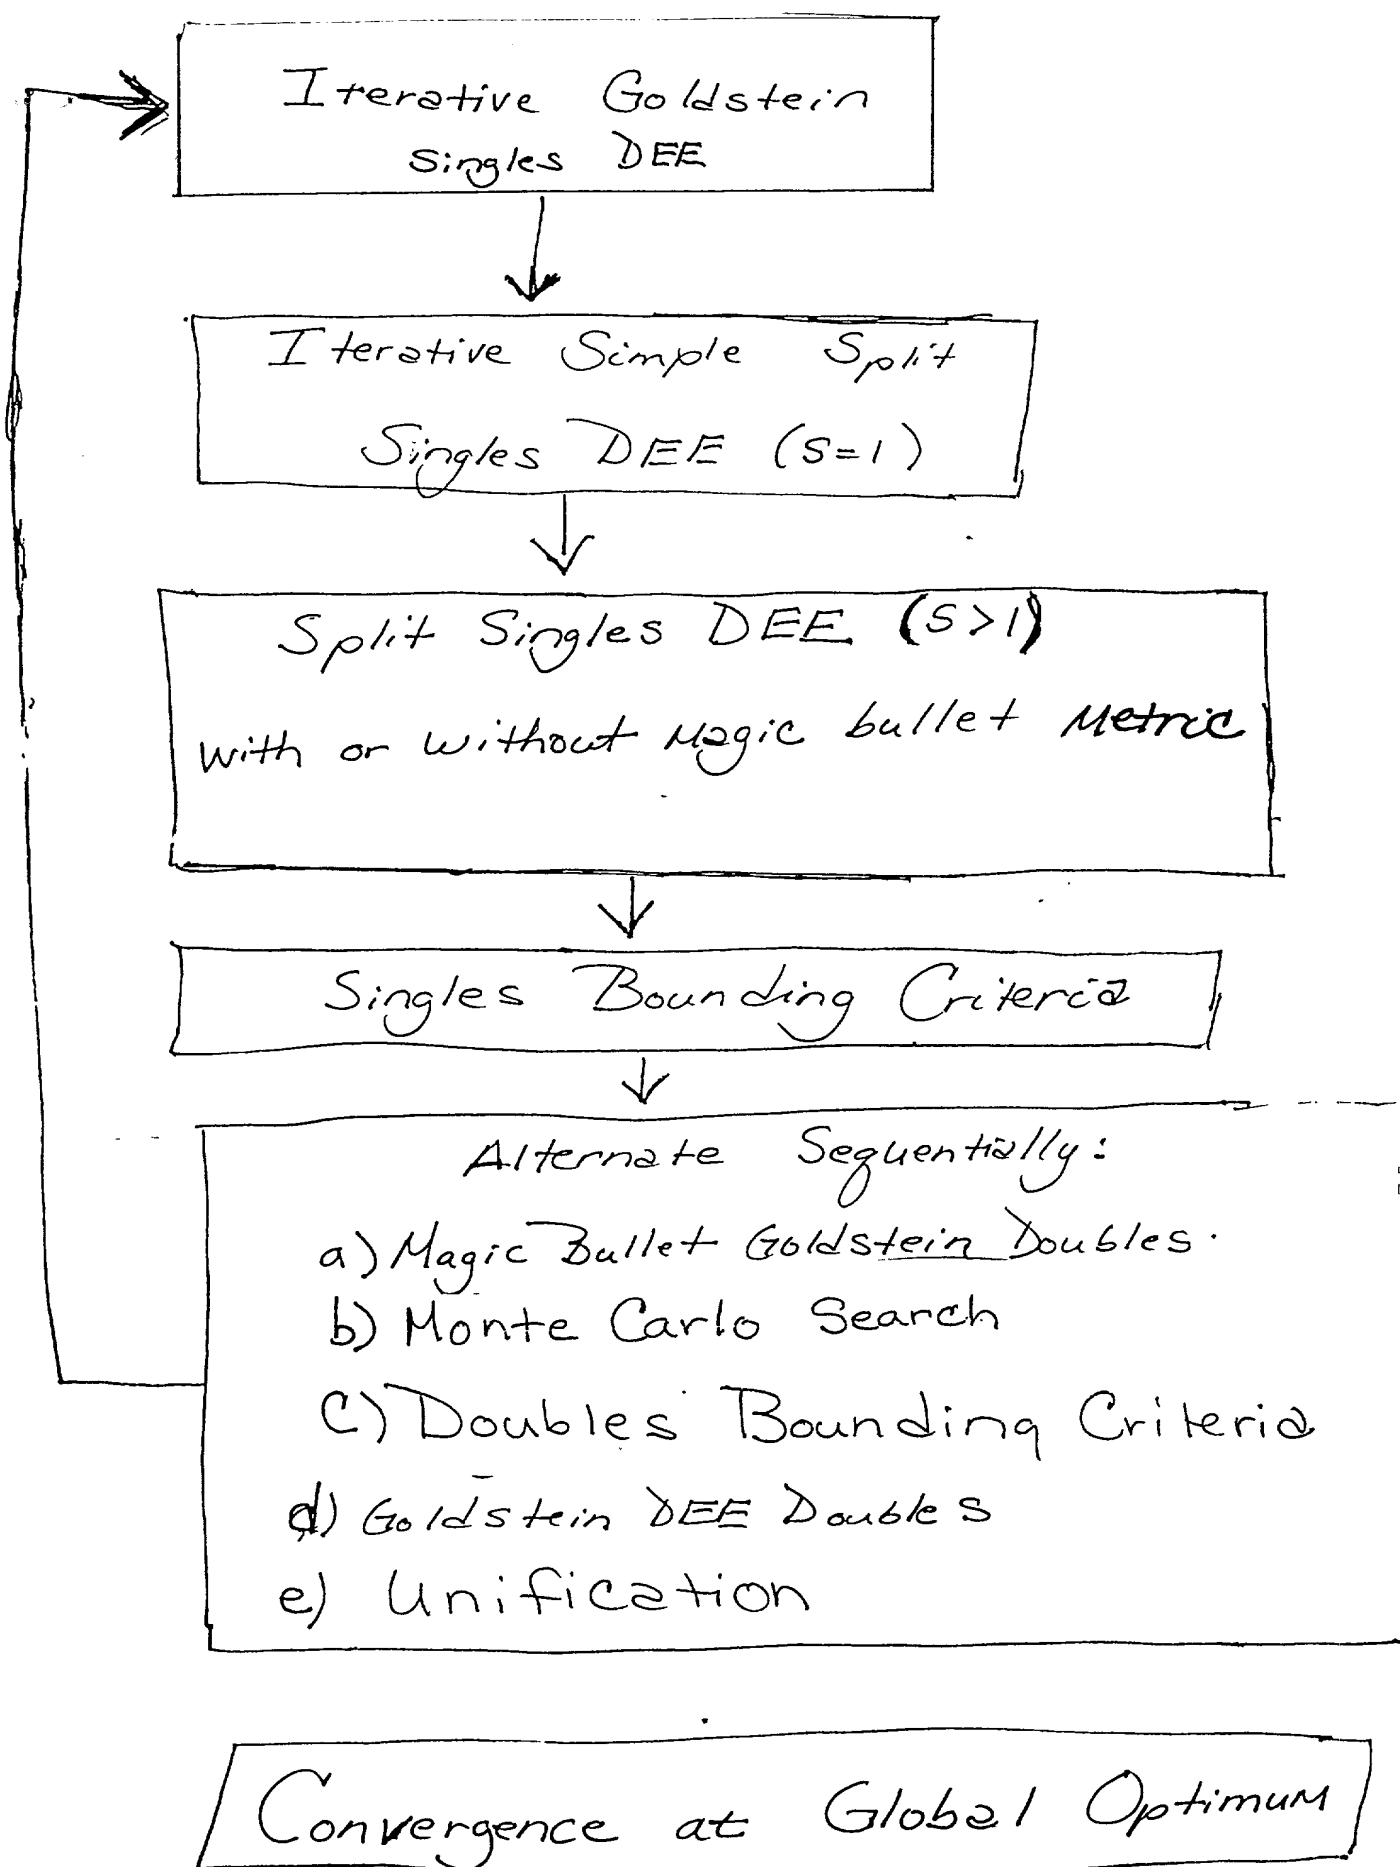 Iterative Goldstein
Singles DEE
Iterative Simple Split
Singles DEE (S=1)
Split Singles DEE (S>1)
with or without Magic bullet Metric
Singles Bounding Criteria
Alternate Sequentially:
a) Magic Bullet Goldstein Doubles.
b) Monte Carlo Search
c) Doubles Bounding Criteria
d) Goldstein DEE Doubles
e) Unification
Convergence at Global Optimum